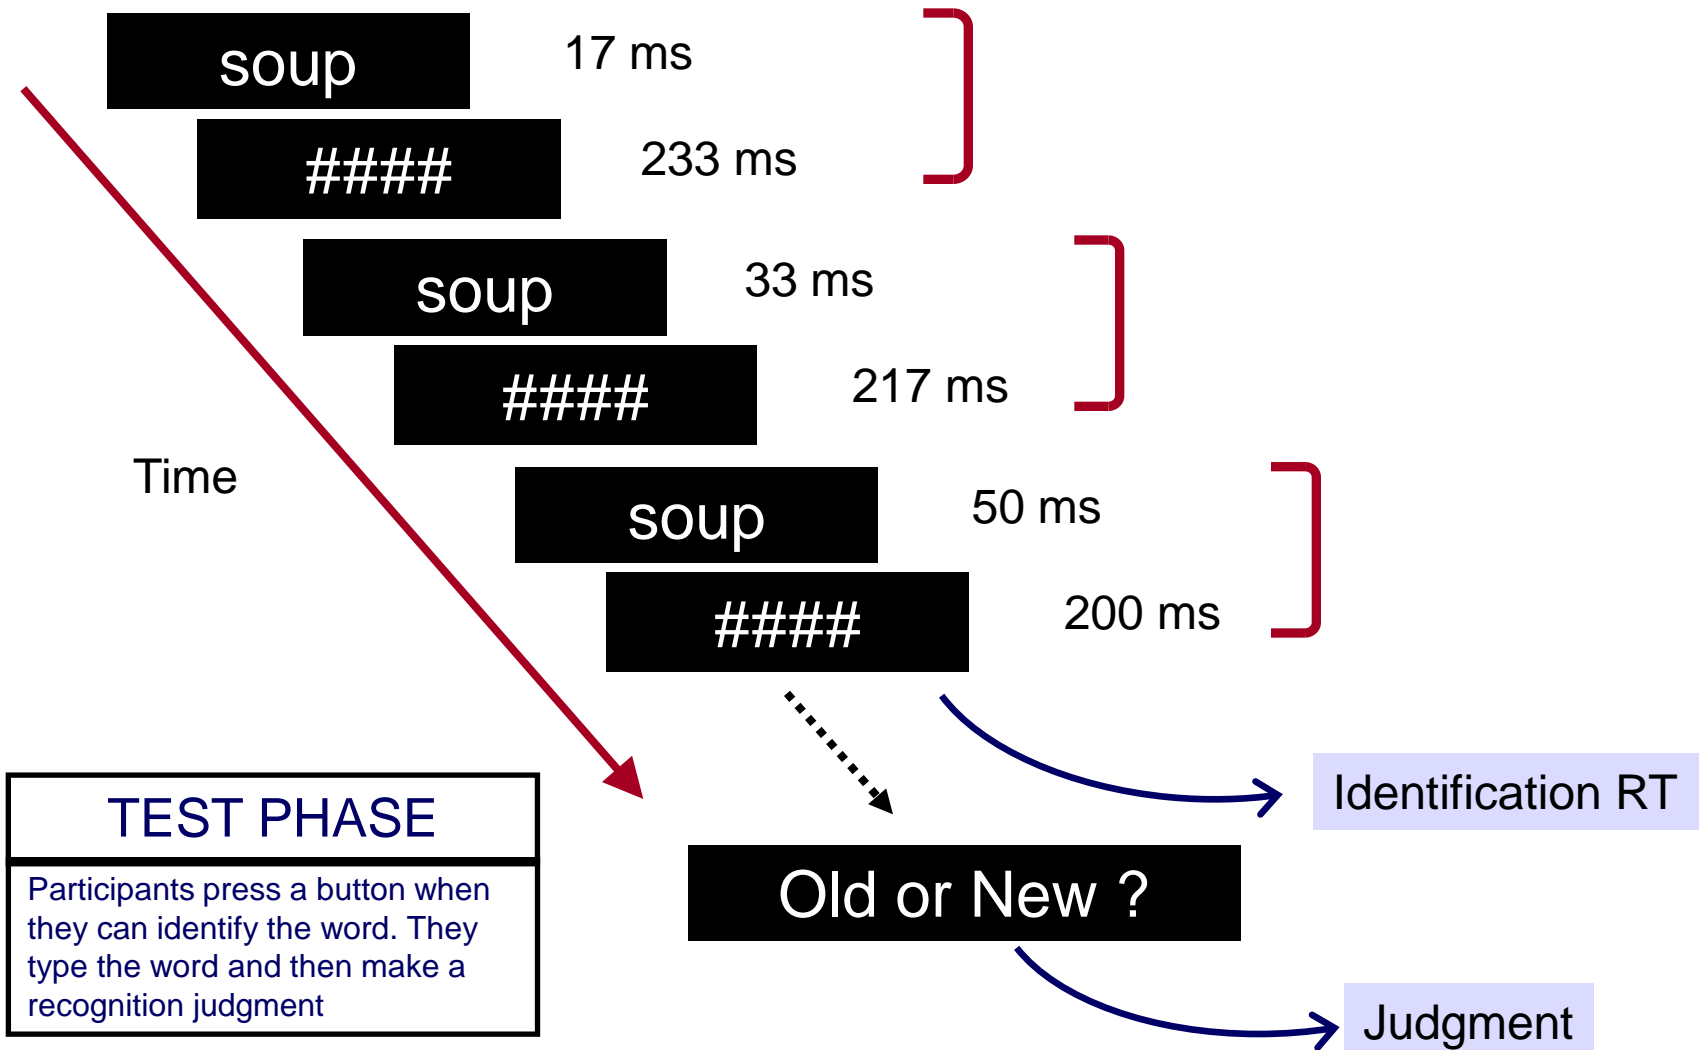 soup
17 ms
####
233 ms
soup
33 ms
####
217 ms
Time
soup
50 ms
####
200 ms
Identification RT
TEST PHASE
Participants press a button when
they can identify the word. They
type the word and then make a
recognition judgment
Old or New ?
Judgment